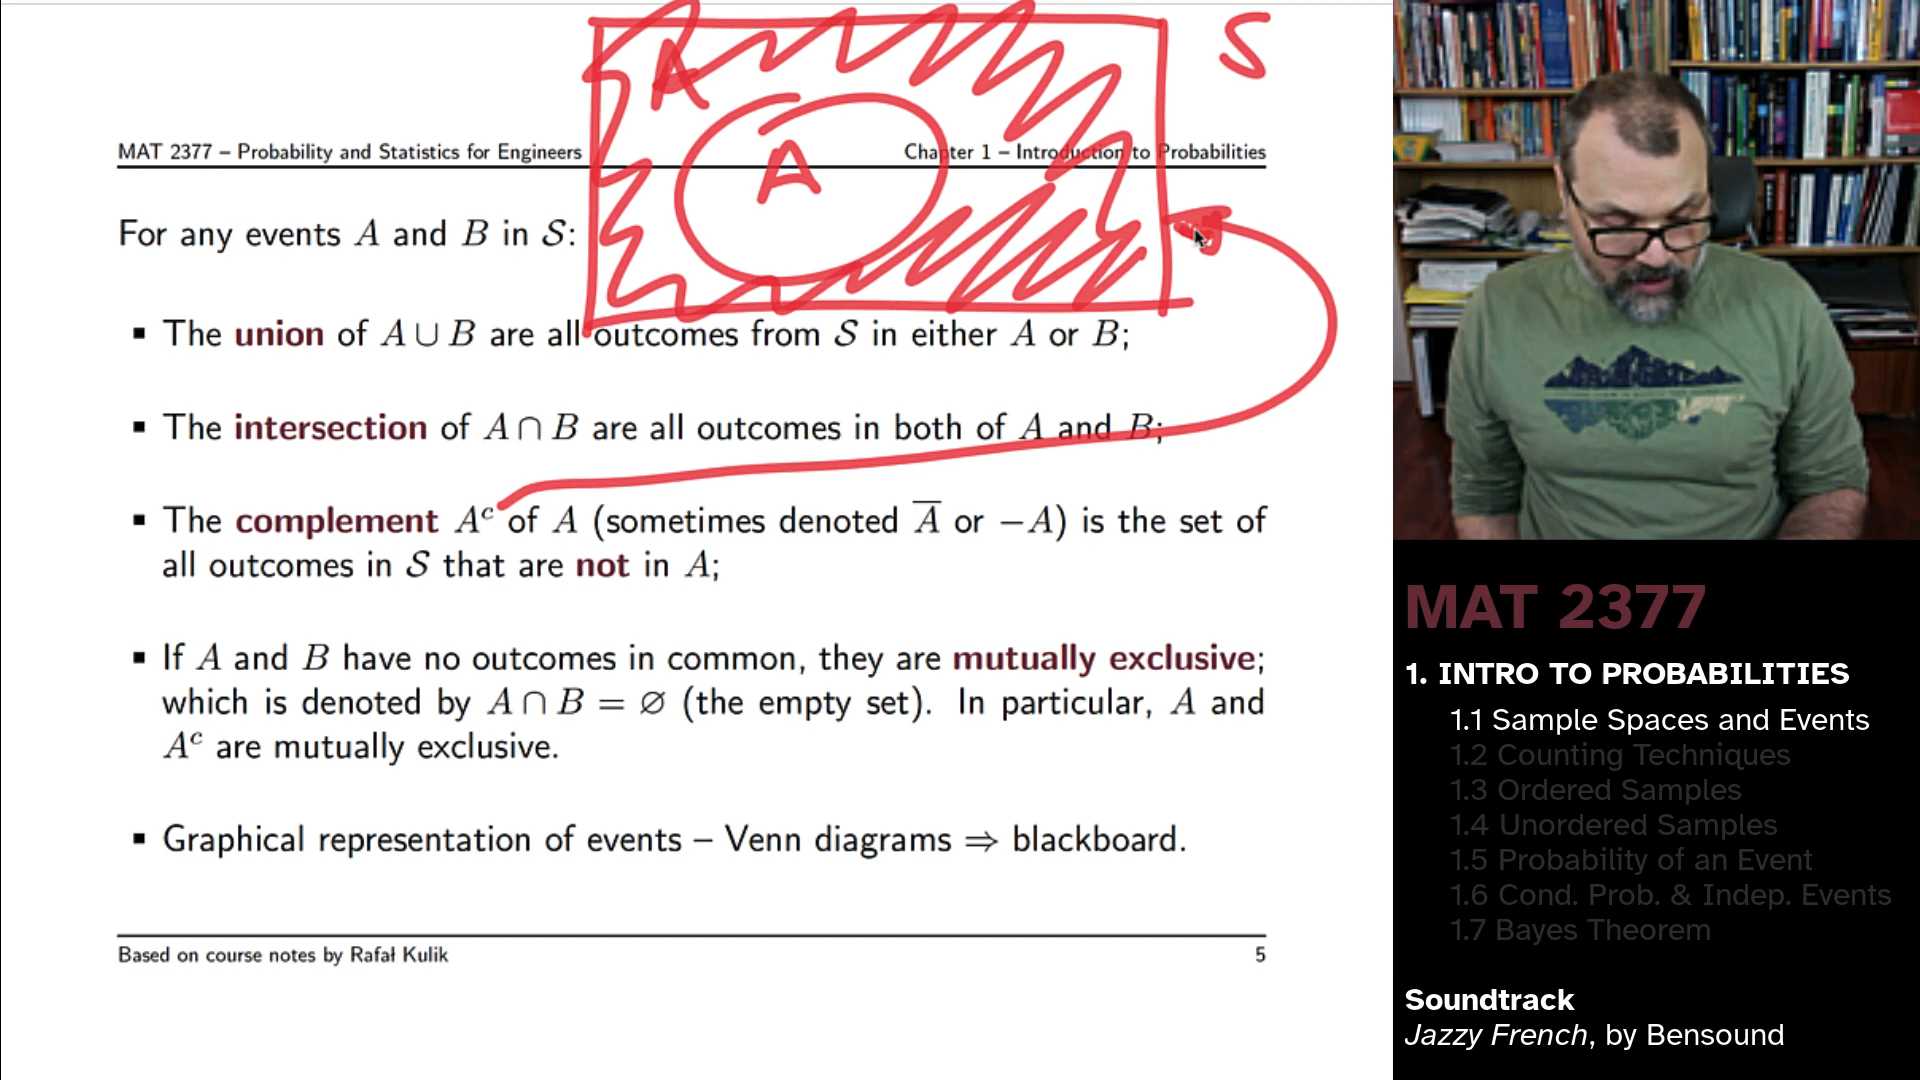 S
A
A
MAT 2377 – Probability and Statistics for Engineers
Chapter 1 – Introduction to Probabilities
For any events A and B in S:
▪ The union of A ∪ B are all outcomes from S in either A or B;
▪ The intersection of A ∩ B are all outcomes in both of A and B;
▪ The complement Aᶜ of A (sometimes denoted A̅ or −A) is the set of
all outcomes in S that are not in A;
▪ If A and B have no outcomes in common, they are mutually exclusive;
which is denoted by A ∩ B = ∅ (the empty set). In particular, A and
Aᶜ are mutually exclusive.
▪ Graphical representation of events – Venn diagrams ⇒ blackboard.
Based on course notes by Rafał Kulik
5
MAT 2377
1. INTRO TO PROBABILITIES
1.1 Sample Spaces and Events
1.2 Counting Techniques
1.3 Ordered Samples
1.4 Unordered Samples
1.5 Probability of an Event
1.6 Cond. Prob. & Indep. Events
1.7 Bayes Theorem
Soundtrack
Jazzy French, by Bensound